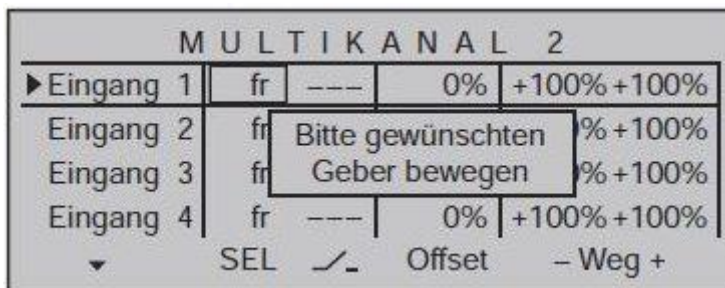 MULTIKANAL 2
Eingang 1 fr --- 0% +100% +100%
Eingang 2 fr % +100%
Eingang 3 fr % +100%
Bitte gewünschten
Geber bewegen
Eingang 4 fr --- 0% +100% +100%
SEL Offset – Weg +